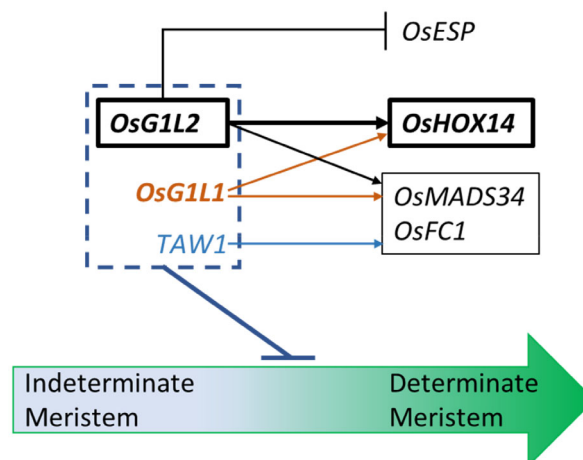 OsESP
OsG1L2
OsHOX14
OsG1L1
OsMADS34
TAW1
OsFC1
Indeterminate
Meristem
Determinate
Meristem